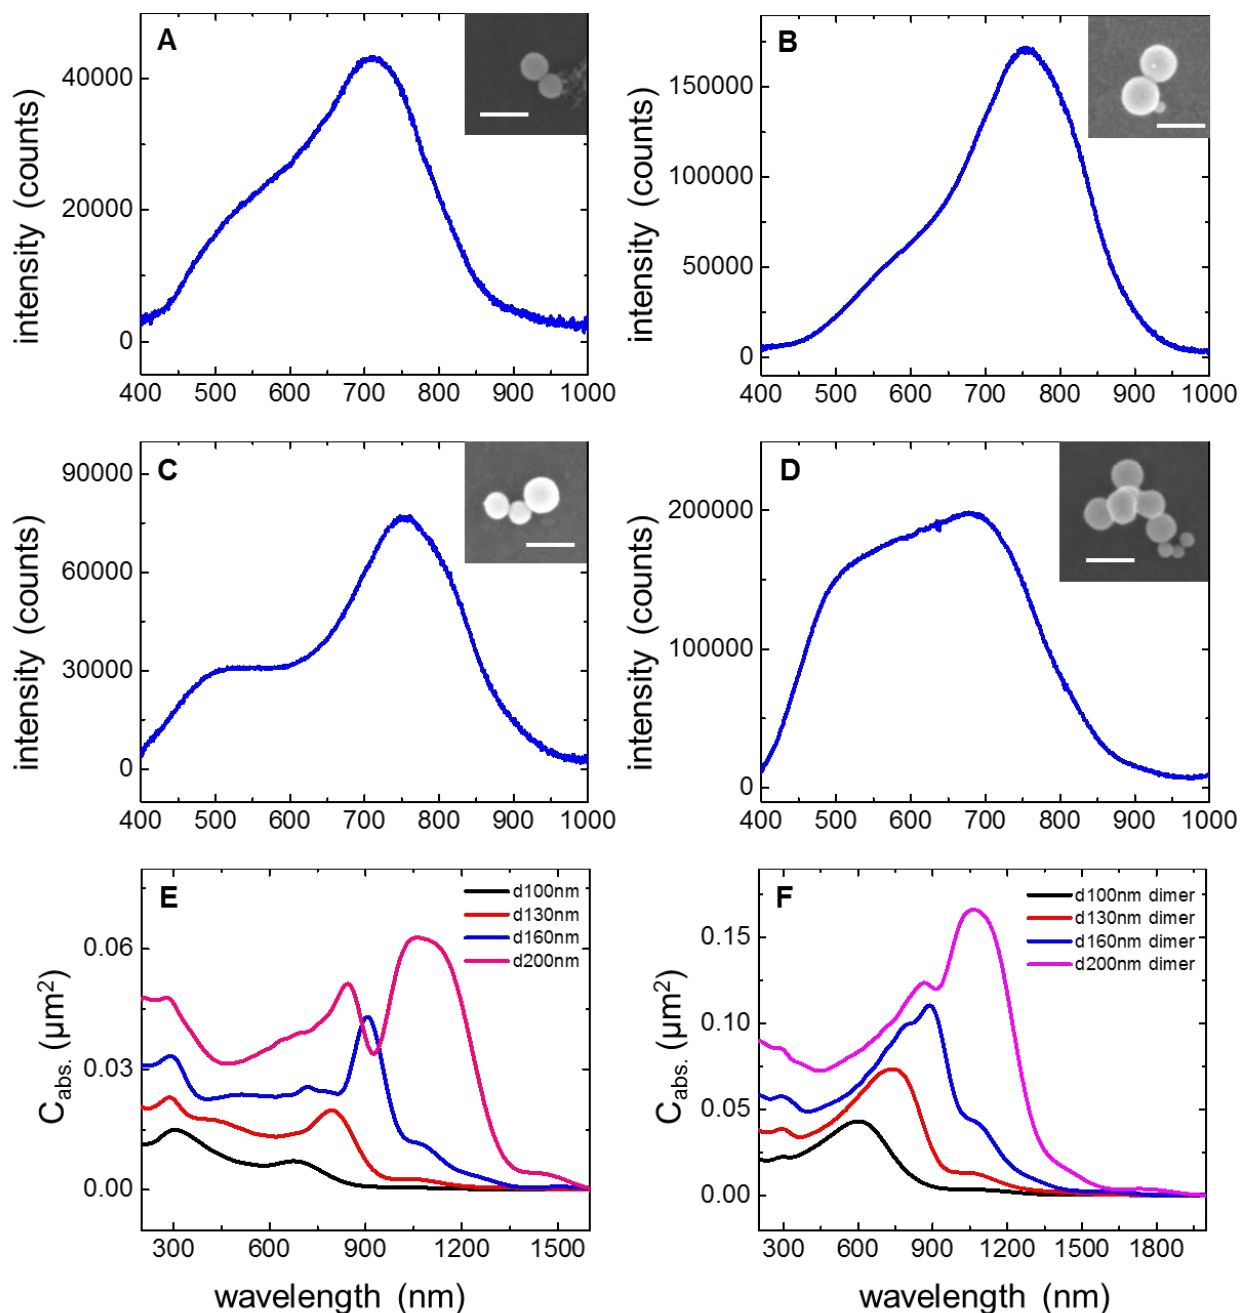 A
intensity (counts)
40000
20000
0
400 500 600 700 800 900 1000
B
intensity (counts)
150000
100000
50000
0
400 500 600 700 800 900 1000
C
intensity (counts)
90000
60000
30000
0
400 500 600 700 800 900 1000
D
intensity (counts)
200000
100000
0
400 500 600 700 800 900 1000
E
d100nm
d130nm
d160nm
d200nm
C abs. (μm²)
0.06
0.03
0.00
300 600 900 1200 1500
wavelength (nm)
F
d100nm dimer
d130nm dimer
d160nm dimer
d200nm dimer
C abs. (μm²)
0.15
0.10
0.05
0.00
300 600 900 1200 1500 1800
wavelength (nm)